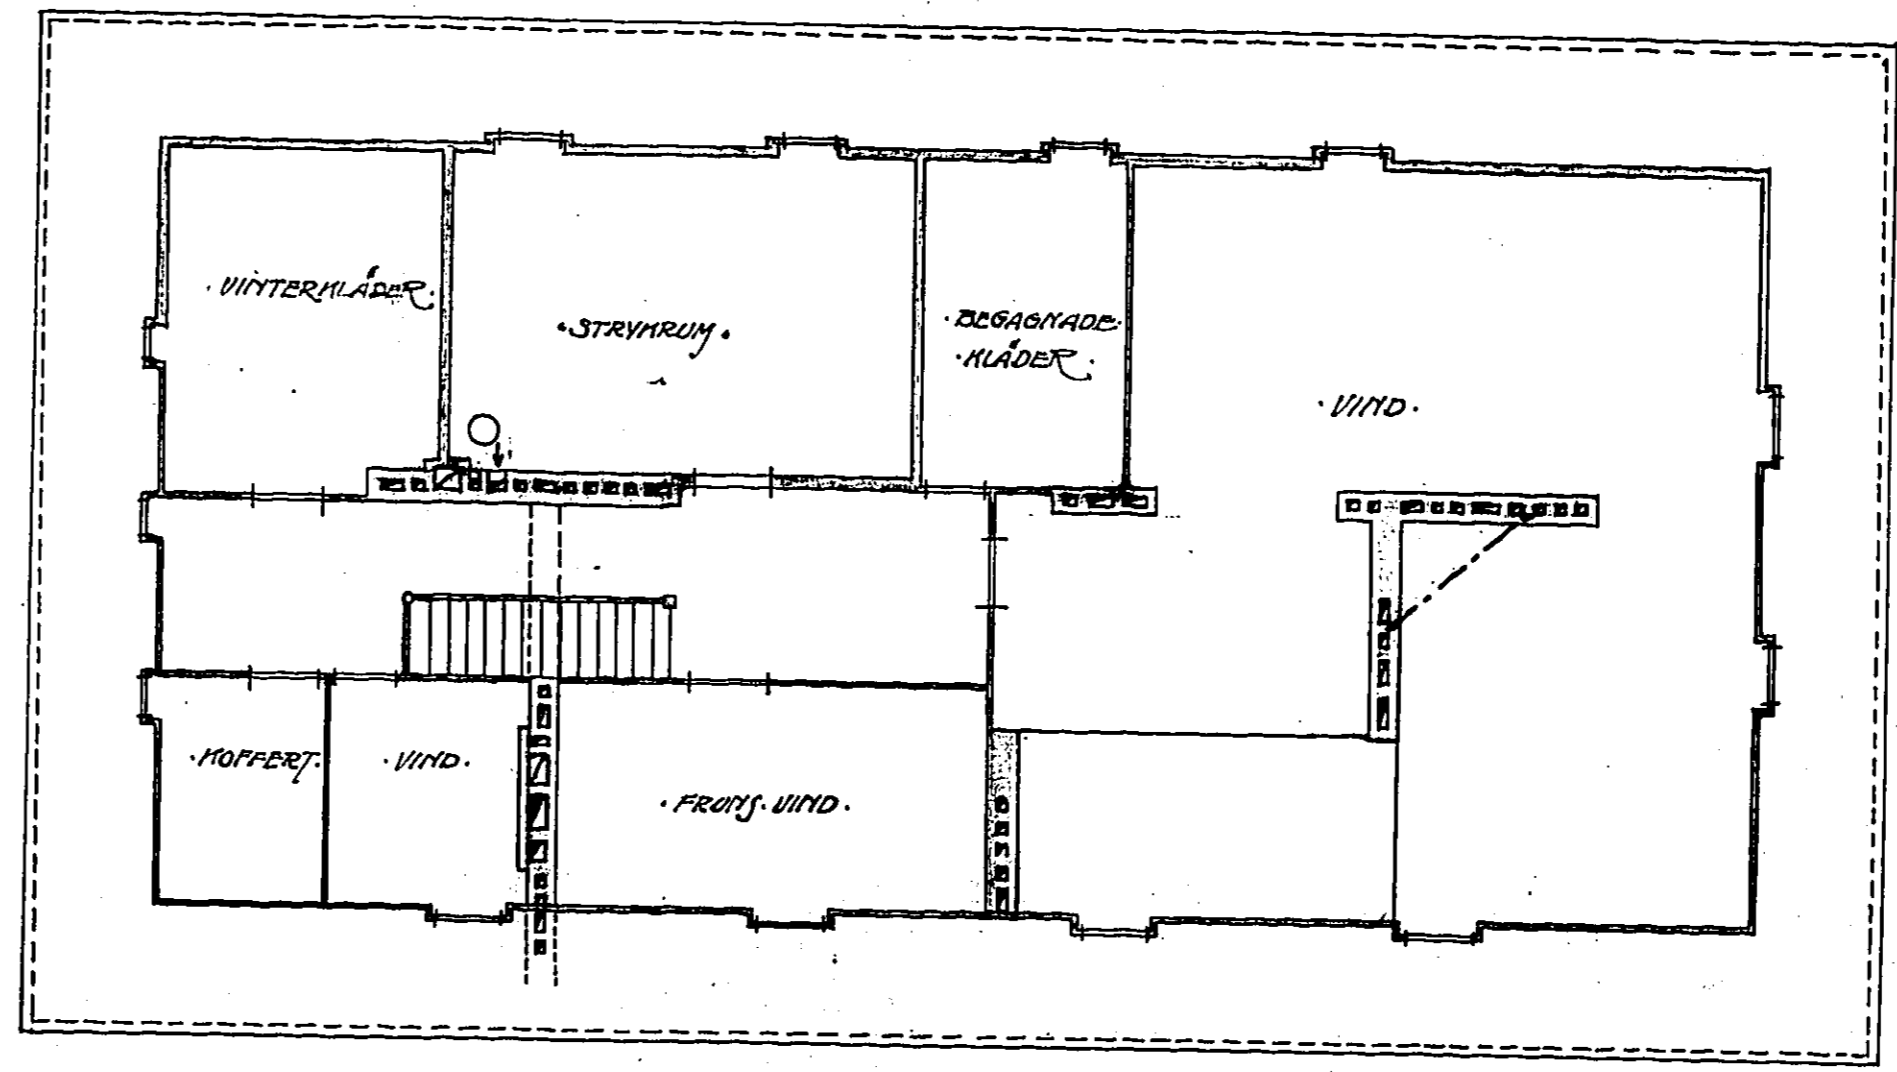 ·VINTERKLÄDER·
·STRYKRUM·
·BEGAGNADE·
·KLÄDER·
·VIND·
·KOFFERT·
·VIND·
·FRUNS·VIND·